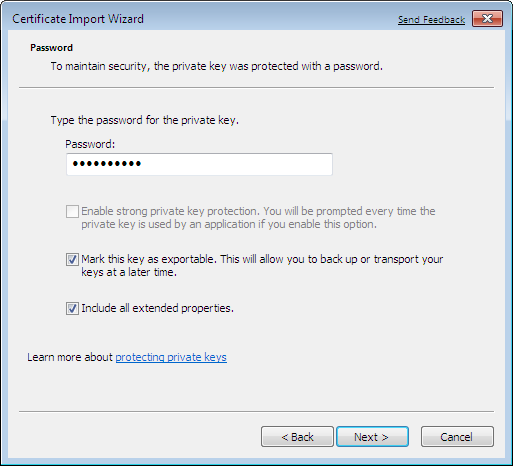 Certificate Import Wizard
Send Feedback
Password
To maintain security, the private key was protected with a password.
Type the password for the private key.
Password:
••••••••••
Enable strong private key protection. You will be prompted every time the
private key is used by an application if you enable this option.
Mark this key as exportable. This will allow you to back up or transport your
keys at a later time.
Include all extended properties.
Learn more about protecting private keys
< Back
Next >
Cancel